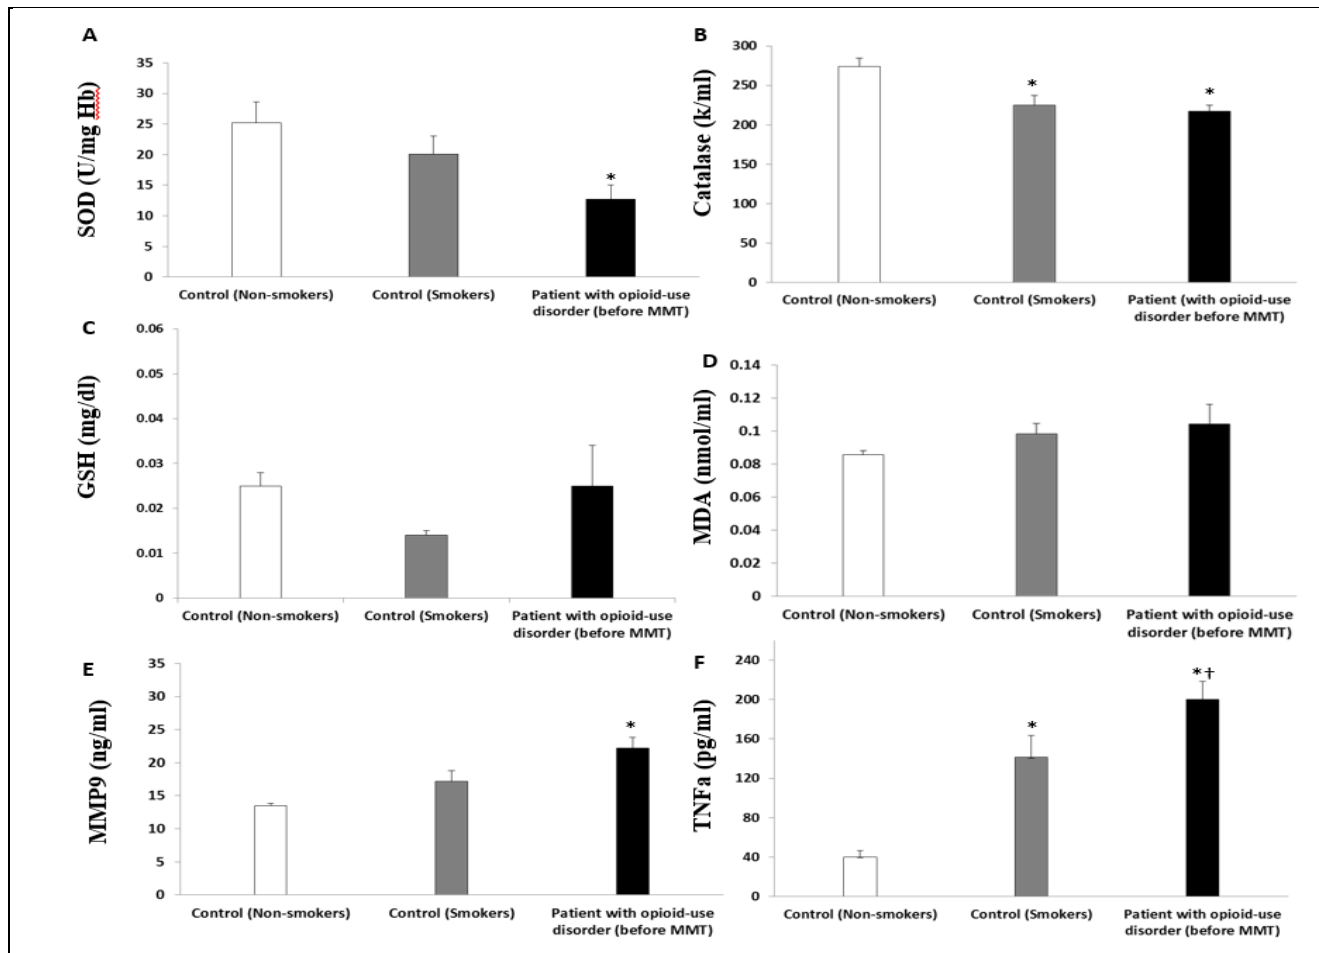 A
SOD (U/mg Hb)
35
30
25
20
15
10
5
0
*
Control (Non-smokers)
Control (Smokers)
Patient with opioid-use
disorder (before MMT)
B
Catalase (k/ml)
300
250
200
150
100
50
0
*
*
Control (Non-smokers)
Control (Smokers)
Patient (with opioid-use
disorder before MMT)
C
GSH (mg/dl)
0.06
0.05
0.04
0.03
0.02
0.01
0
Control (Non-smokers)
Control (Smokers)
Patient with opioid-use
disorder (before MMT)
D
MDA (nmol/ml)
0.14
0.12
0.1
0.08
0.06
0.04
0.02
0
Control (Non-smokers)
Control (Smokers)
Patient with opioid-use
disorder (before MMT)
E
MMP9 (ng/ml)
35
30
25
20
15
10
5
0
*
Control (Non-smokers)
Control (Smokers)
Patient with opioid-use
disorder (before MMT)
F
TNFa (pg/ml)
240
200
160
120
80
40
0
*
*†
Control (Non-smokers)
Control (Smokers)
Patient with opioid-use
disorder (before MMT)